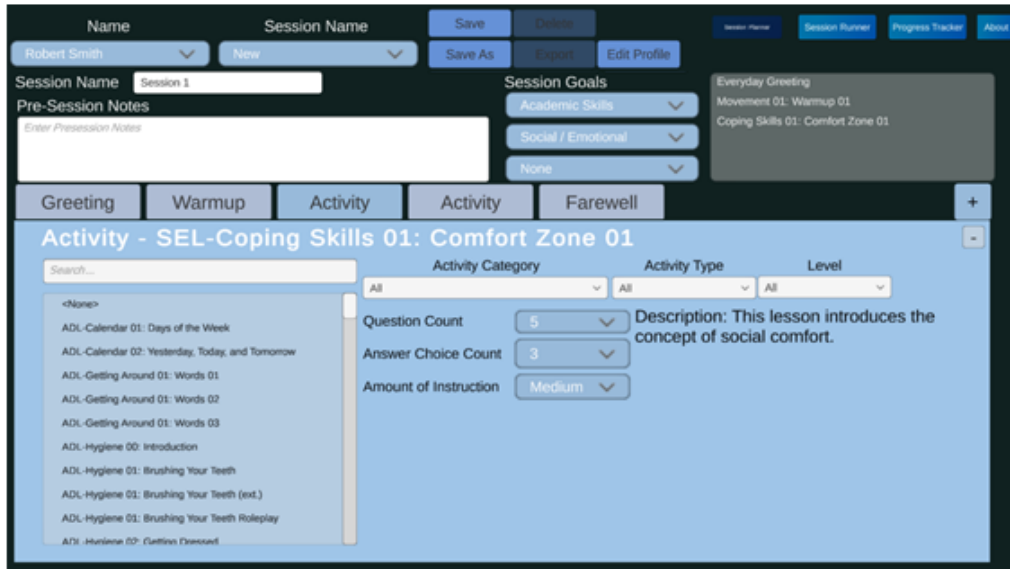 Name
Session Name
Save
Delete
Session Planner
Session Runner
Progress Tracker
About
Robert Smith
New
Save As
Export
Edit Profile
Session Name
Session 1
Session Goals
Everyday Greeting
Movement 01: Warmup 01
Coping Skills 01: Comfort Zone 01
Pre-Session Notes
Enter Presession Notes
Academic Skills
Social / Emotional
None
Greeting
Warmup
Activity
Activity
Farewell
+
Activity - SEL-Coping Skills 01: Comfort Zone 01
-
Search...
Activity Category
Activity Type
Level
All
All
All
<None>
ADL-Calendar 01: Days of the Week
ADL-Calendar 02: Yesterday, Today, and Tomorrow
ADL-Getting Around 01: Words 01
ADL-Getting Around 01: Words 02
ADL-Getting Around 01: Words 03
ADL-Hygiene 00: Introduction
ADL-Hygiene 01: Brushing Your Teeth
ADL-Hygiene 01: Brushing Your Teeth (ext.)
ADL-Hygiene 01: Brushing Your Teeth Roleplay
ADL-Hygiene 02: Getting Dressed
Question Count
5
Answer Choice Count
3
Amount of Instruction
Medium
Description: This lesson introduces the
concept of social comfort.